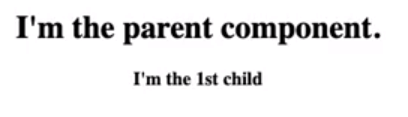 I'm the parent component.
I'm the 1st child